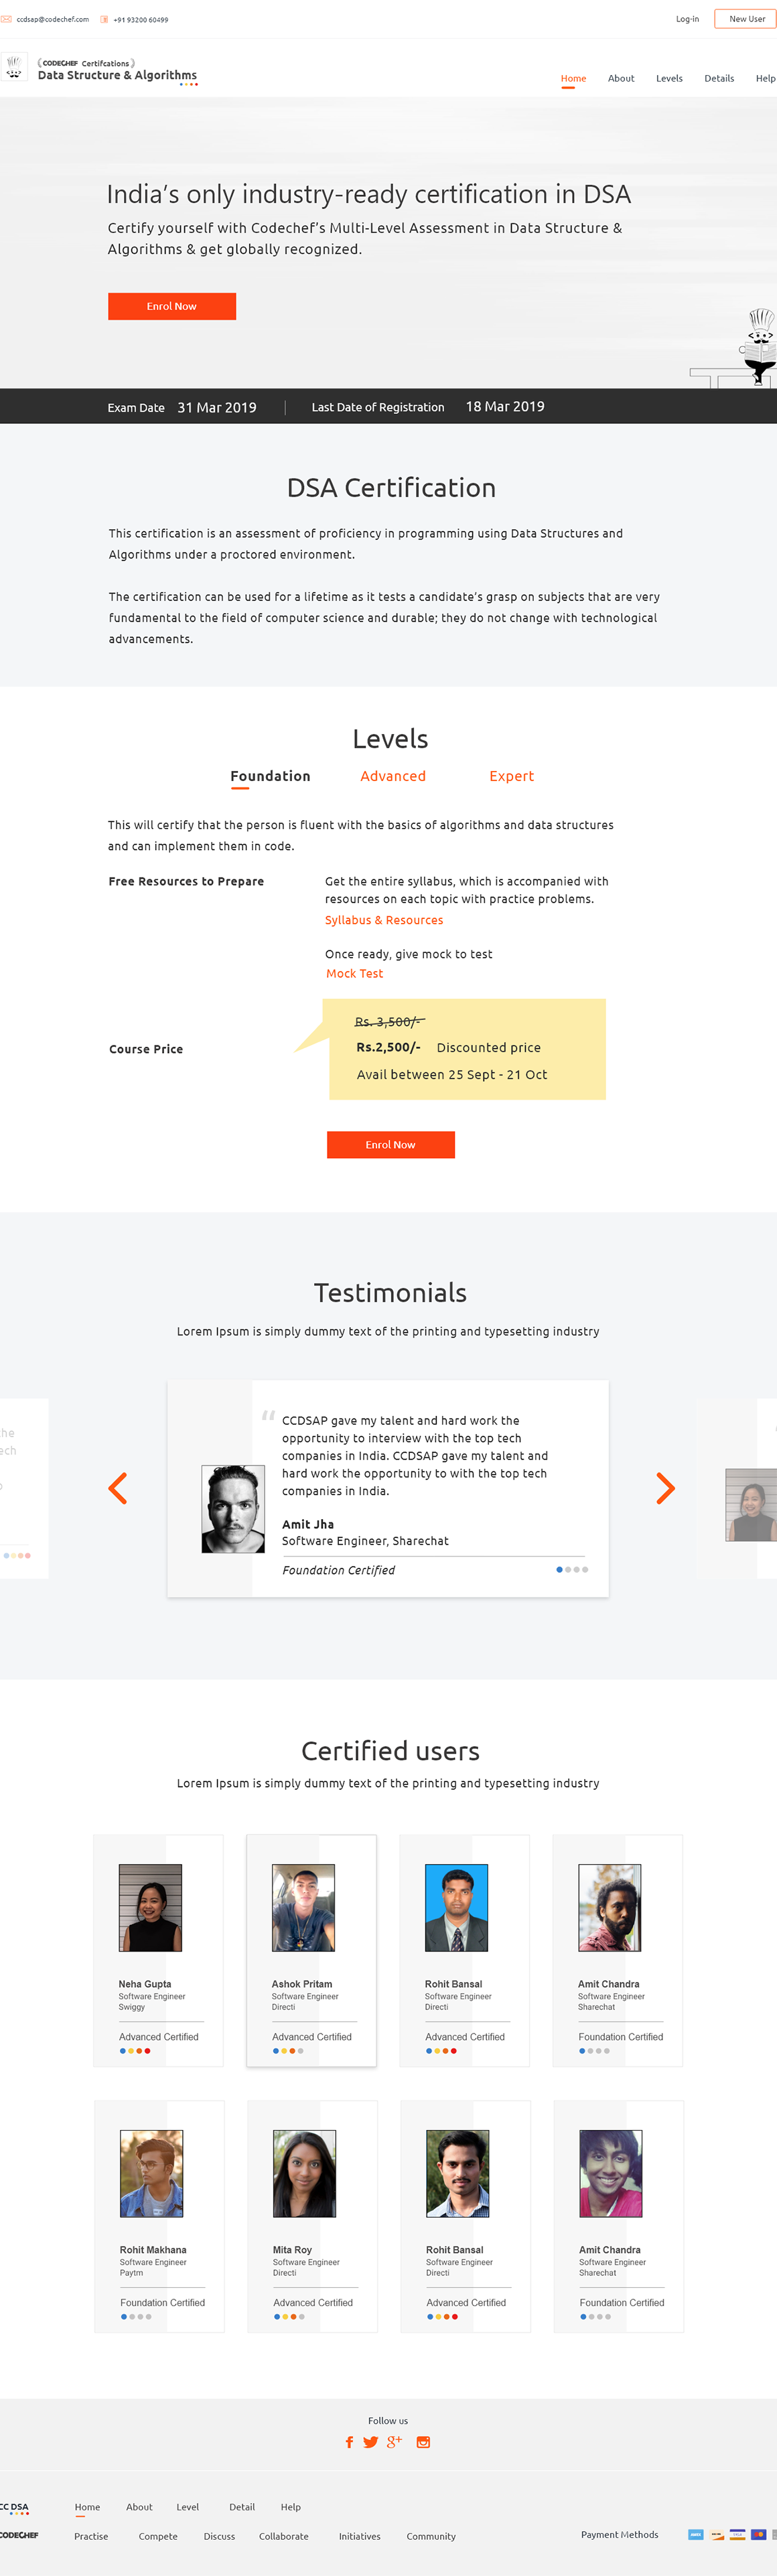 ccdsap@codechef.com +91 93200 60499 Log-in New User
CODECHEF Certifcations
Data Structure & Algorithms
Home About Levels Details Help
India's only industry-ready certification in DSA
Certify yourself with Codechef's Multi-Level Assessment in Data Structure &
Algorithms & get globally recognized.
Enrol Now
Exam Date 31 Mar 2019 Last Date of Registration 18 Mar 2019
DSA Certification
This certification is an assessment of proficiency in programming using Data Structures and
Algorithms under a proctored environment.
The certification can be used for a lifetime as it tests a candidate's grasp on subjects that are very
fundamental to the field of computer science and durable; they do not change with technological
advancements.
Levels
Foundation Advanced Expert
This will certify that the person is fluent with the basics of algorithms and data structures
and can implement them in code.
Free Resources to Prepare
Get the entire syllabus, which is accompanied with
resources on each topic with practice problems.
Syllabus & Resources
Once ready, give mock to test
Mock Test
Course Price
Rs. 3,500/-
Rs.2,500/- Discounted price
Avail between 25 Sept - 21 Oct
Enrol Now
Testimonials
Lorem Ipsum is simply dummy text of the printing and typesetting industry
“ CCDSAP gave my talent and hard work the
opportunity to interview with the top tech
companies in India. CCDSAP gave my talent and
hard work the opportunity to with the top tech
companies in India.
Amit Jha
Software Engineer, Sharechat
Foundation Certified
Certified users
Lorem Ipsum is simply dummy text of the printing and typesetting industry
Neha Gupta
Software Engineer
Swiggy
Advanced Certified
Ashok Pritam
Software Engineer
Directi
Advanced Certified
Rohit Bansal
Software Engineer
Directi
Advanced Certified
Amit Chandra
Software Engineer
Sharechat
Foundation Certified
Rohit Makhana
Software Engineer
Paytm
Foundation Certified
Mita Roy
Software Engineer
Directi
Advanced Certified
Rohit Bansal
Software Engineer
Directi
Advanced Certified
Amit Chandra
Software Engineer
Sharechat
Foundation Certified
Follow us
CC DSA Home About Level Detail Help
CODECHEF Practise Compete Discuss Collaborate Initiatives Community Payment Methods